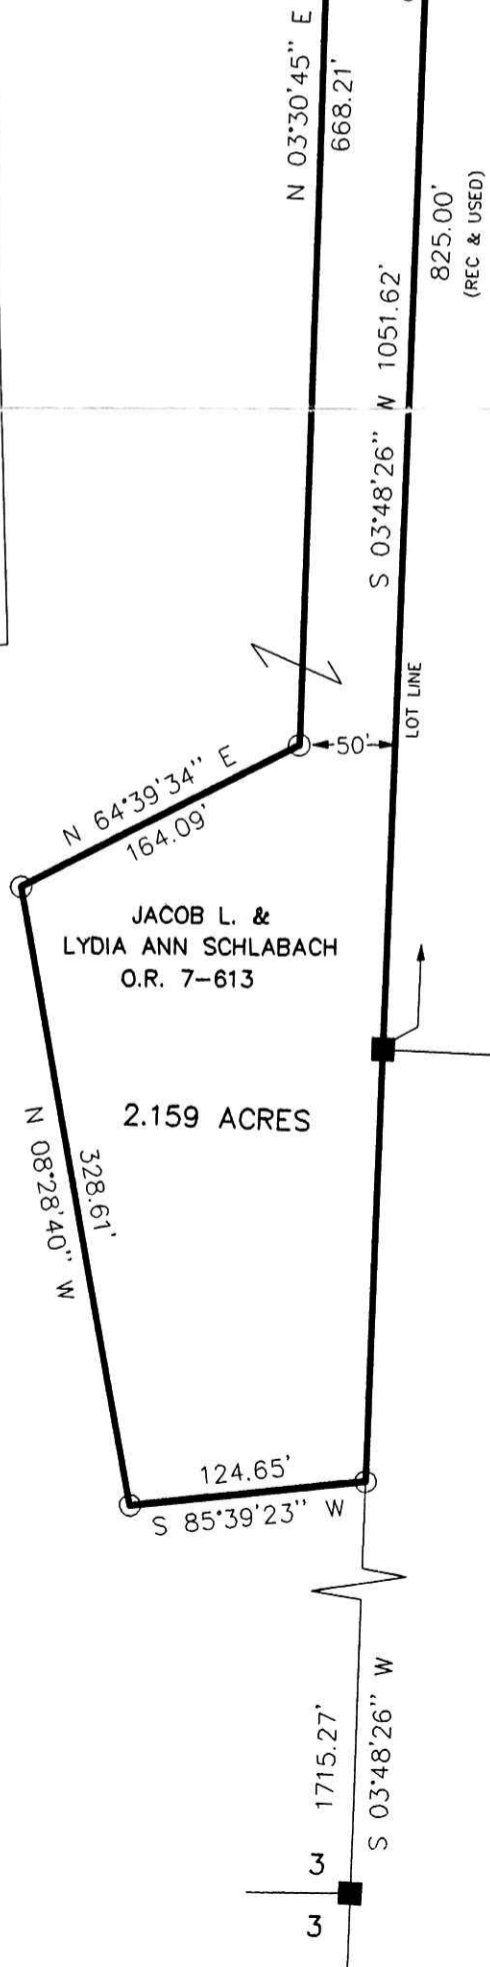 N 03°30'45" E
668.21'
825.00'
(REC & USED)
S 03°48'26" W 1051.62'
LOT LINE
50'
N 64°39'34" E
164.09'
JACOB L. &
LYDIA ANN SCHLABACH
O.R. 7-613
2.159 ACRES
N 08°28'40" W
328.61'
124.65'
S 85°39'23" W
1715.27'
S 03°48'26" W
3
3